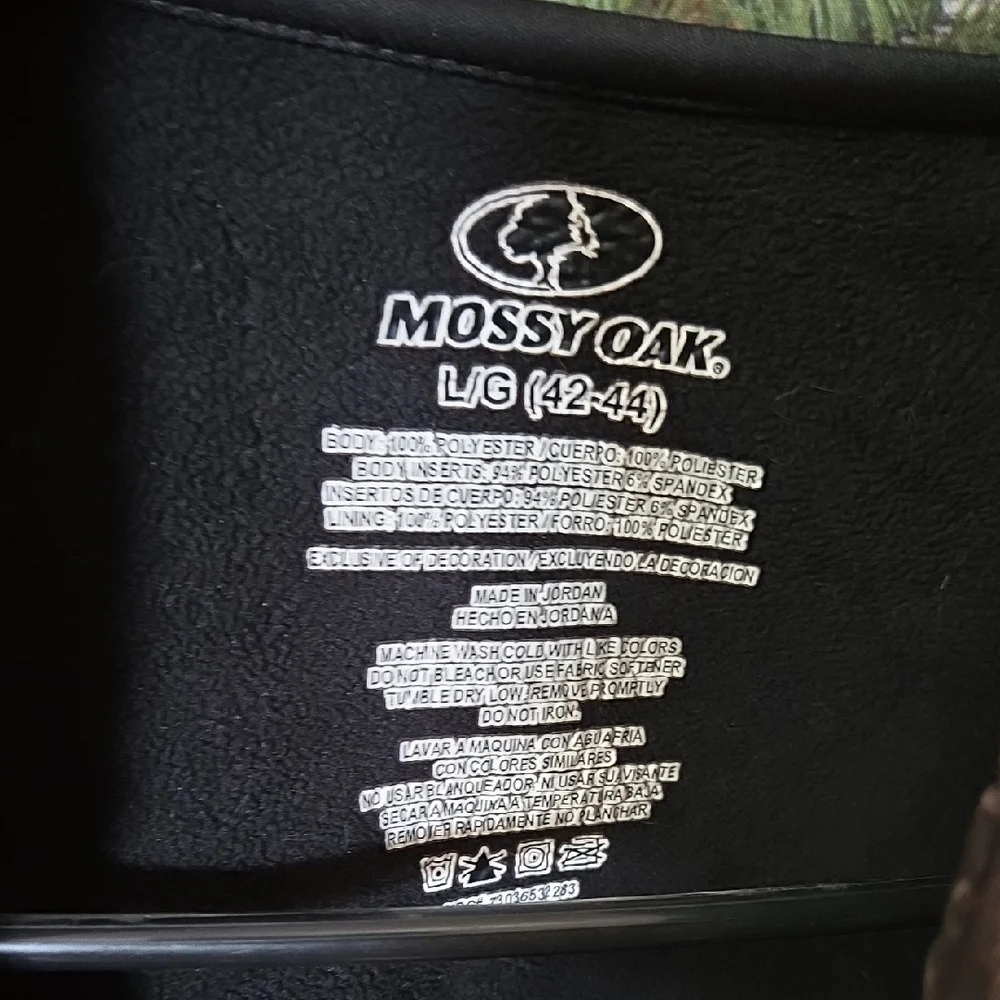 MOSSY OAK®
L/G (42-44)
BODY: 100% POLYESTER / CUERPO: 100% POLIESTER
BODY INSERTS: 94% POLYESTER 6% SPANDEX
INSERTOS DE CUERPO: 94% POLIESTER 6% SPANDEX
LINING: 100% POLYESTER / FORRO: 100% POLIESTER
EXCLUSIVE OF DECORATION / EXCLUYENDO LA DECORACION
MADE IN JORDAN
HECHO EN JORDANIA
MACHINE WASH COLD WITH LIKE COLORS
DO NOT BLEACH OR USE FABRIC SOFTENER
TUMBLE DRY LOW, REMOVE PROMPTLY
DO NOT IRON.
LAVAR A MAQUINA CON AGUA FRIA
CON COLORES SIMILARES
NO USAR BLANQUEADOR NI USAR SUAVISANTE
SECAR A MAQUINA A TEMPERATURA BAJA
REMOVER RAPIDAMENTE NO PLANCHAR